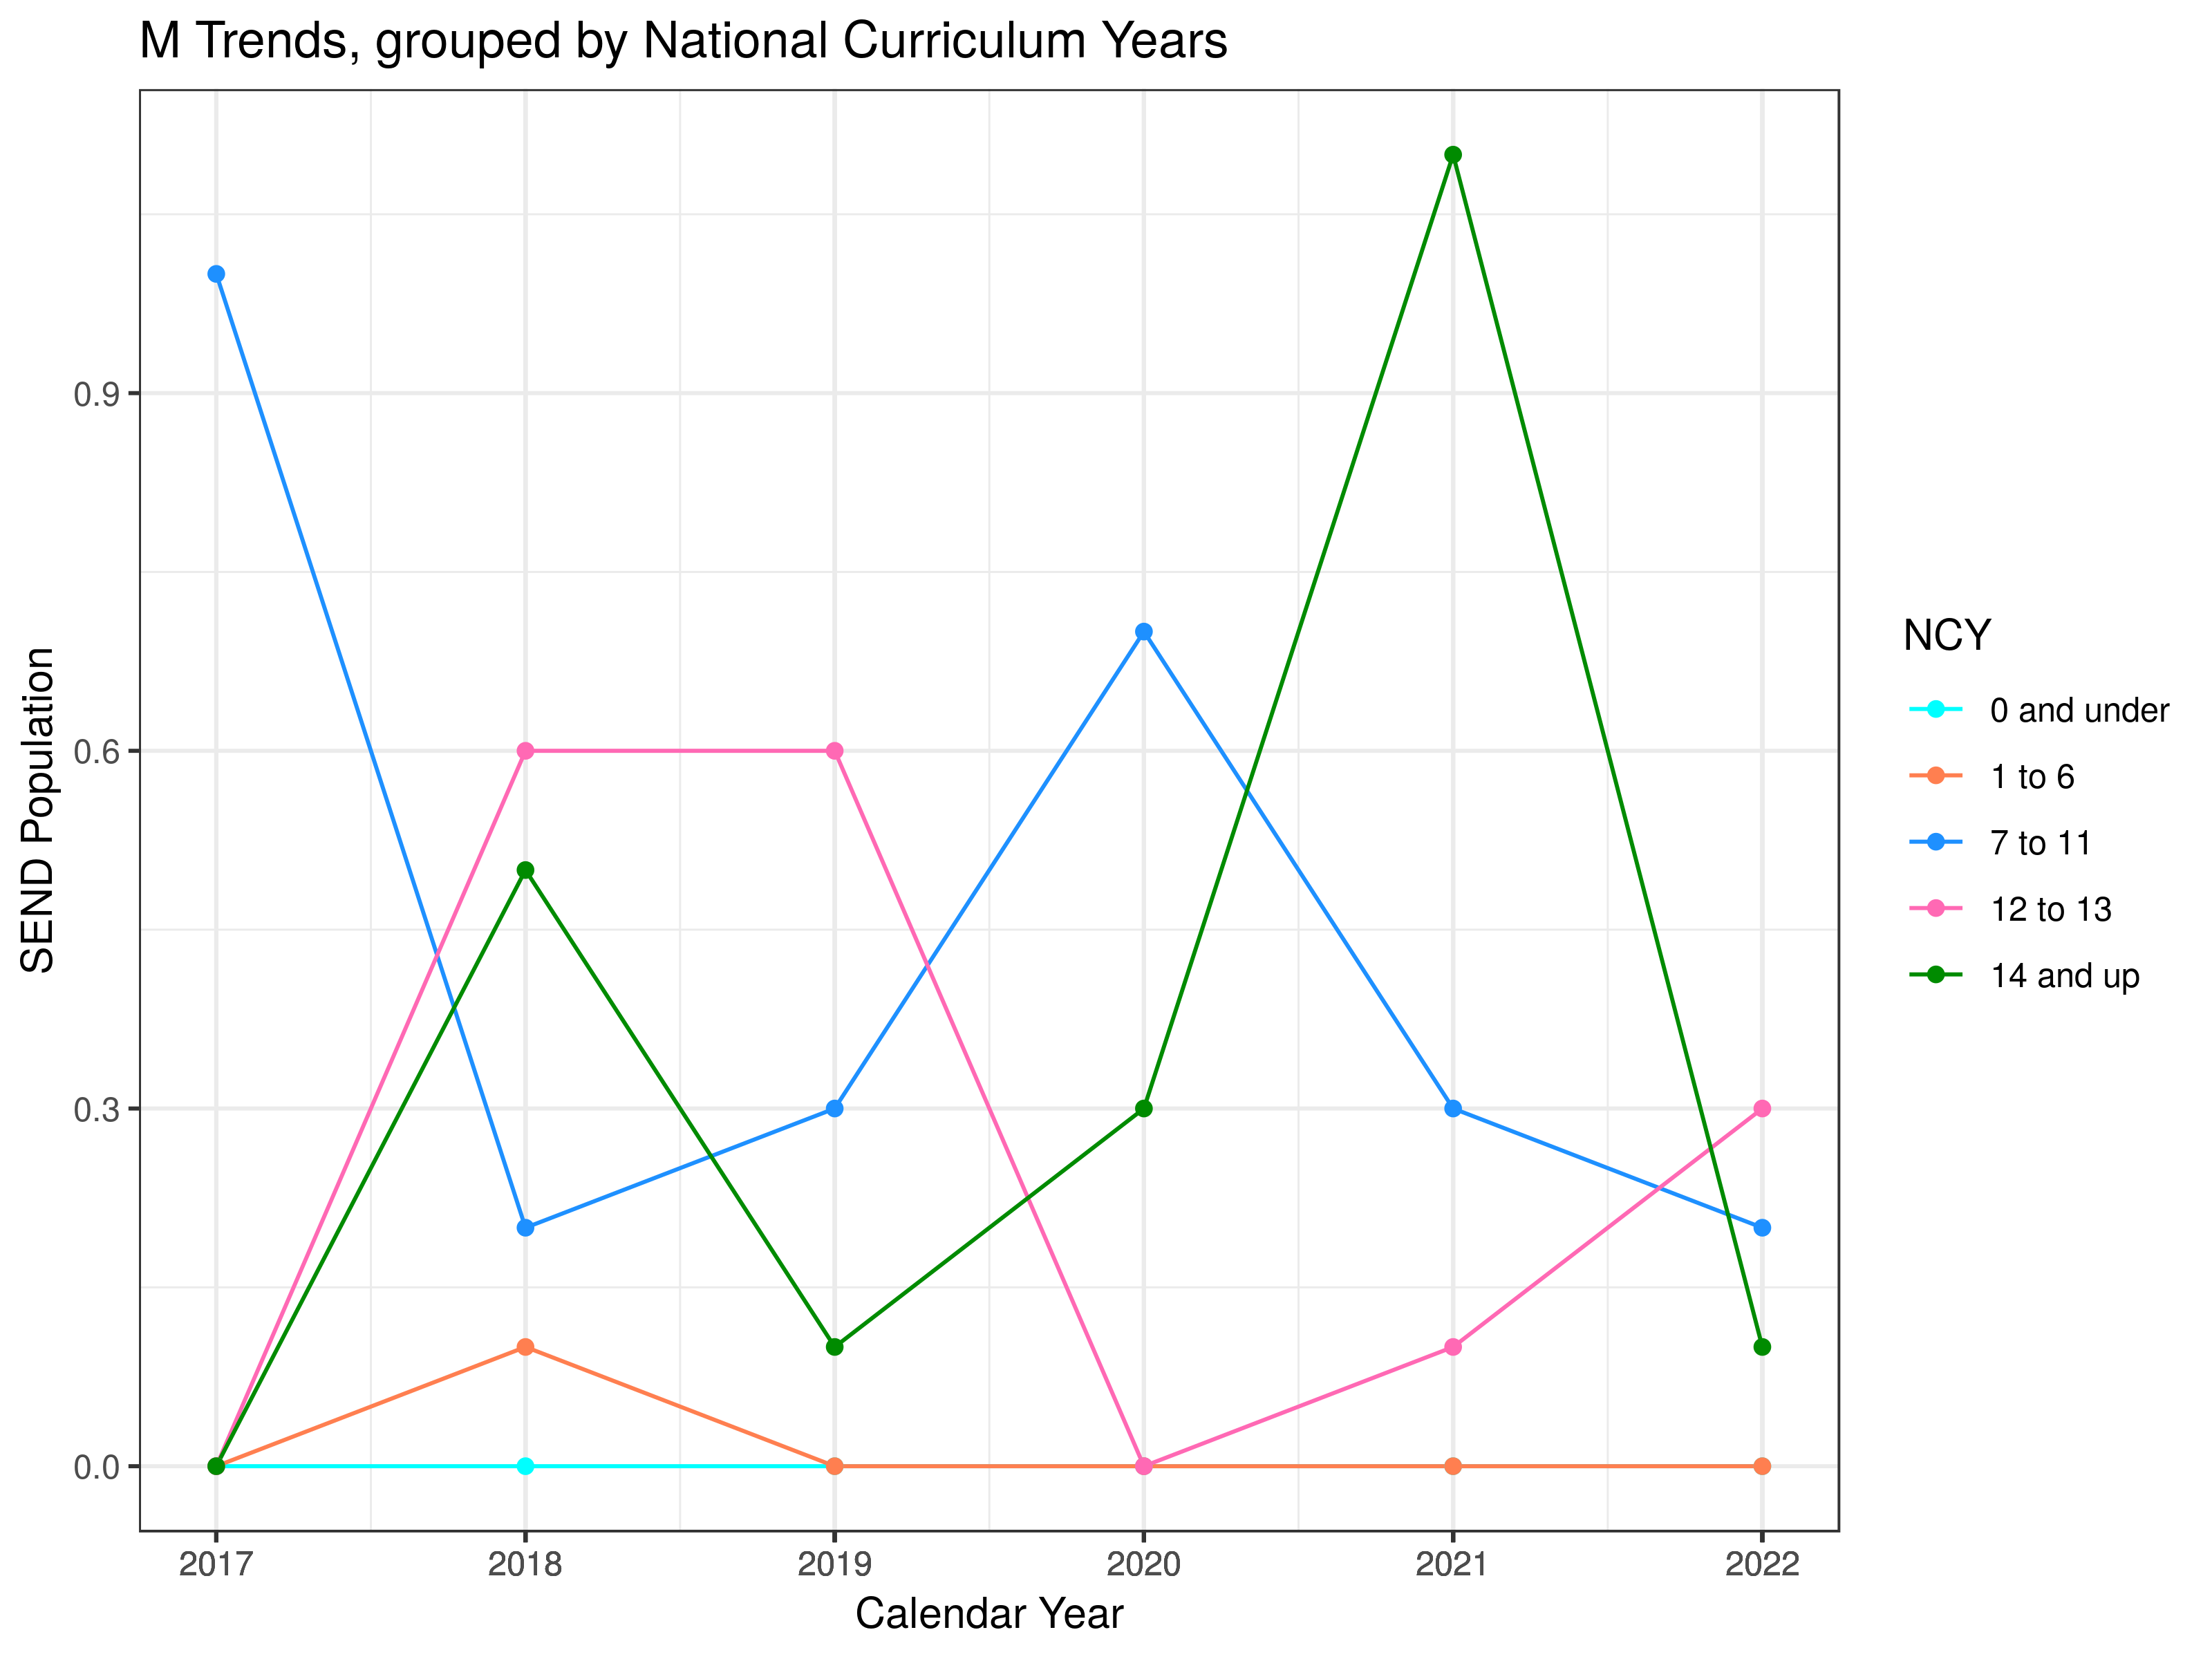 M Trends, grouped by National Curriculum Years
SEND Population
0.9
0.6
0.3
0.0
2017 2018 2019 2020 2021 2022
Calendar Year
NCY
0 and under
1 to 6
7 to 11
12 to 13
14 and up